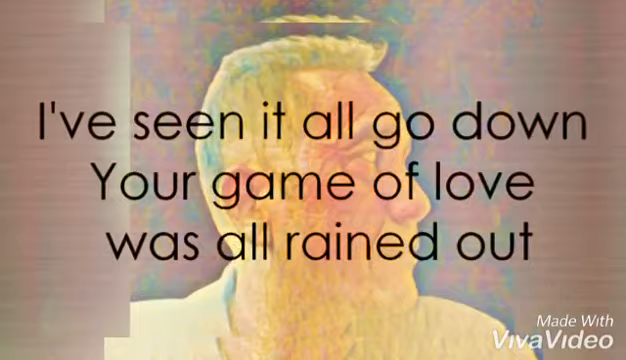 I've seen it all go down
Your game of love
was all rained out
Made With
VivaVideo